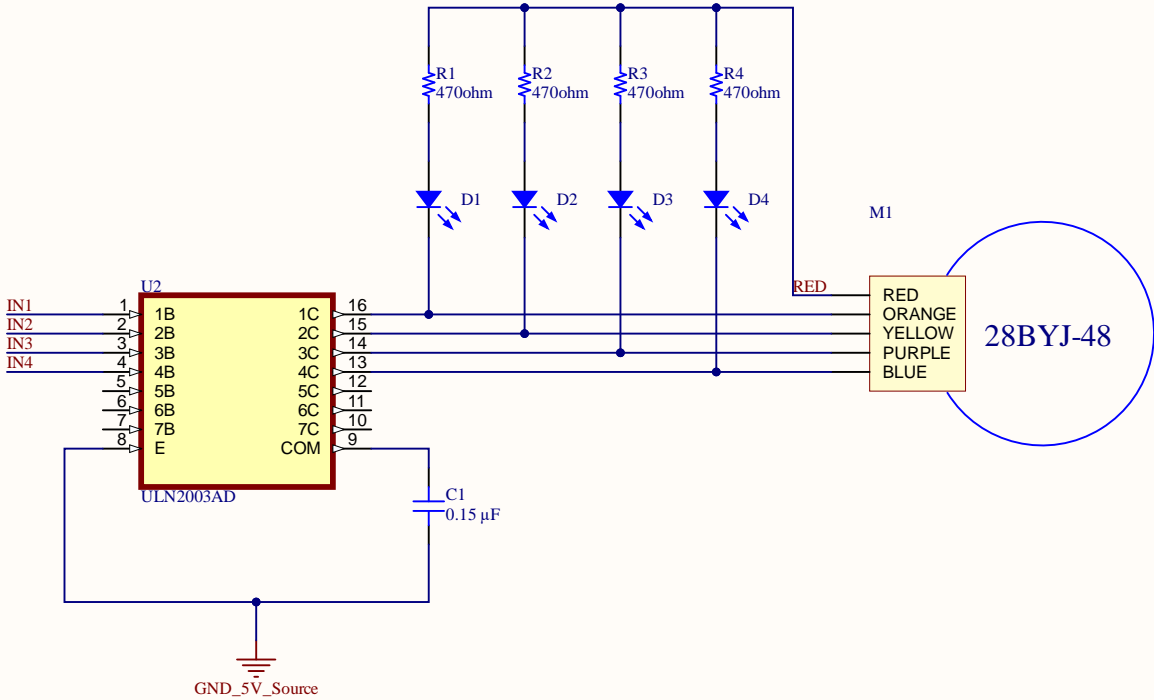 R1
470ohm
R2
470ohm
R3
470ohm
R4
470ohm
D1
D2
D3
D4
M1
28BYJ-48
RED
RED
ORANGE
YELLOW
PURPLE
BLUE
U2
IN1 1 1B 1C 16
IN2 2 2B 2C 15
IN3 3 3B 3C 14
IN4 4 4B 4C 13
5 5B 5C 12
6 6B 6C 11
7 7B 7C 10
8 E COM 9
ULN2003AD
C1
0.15 µF
GND_5V_Source